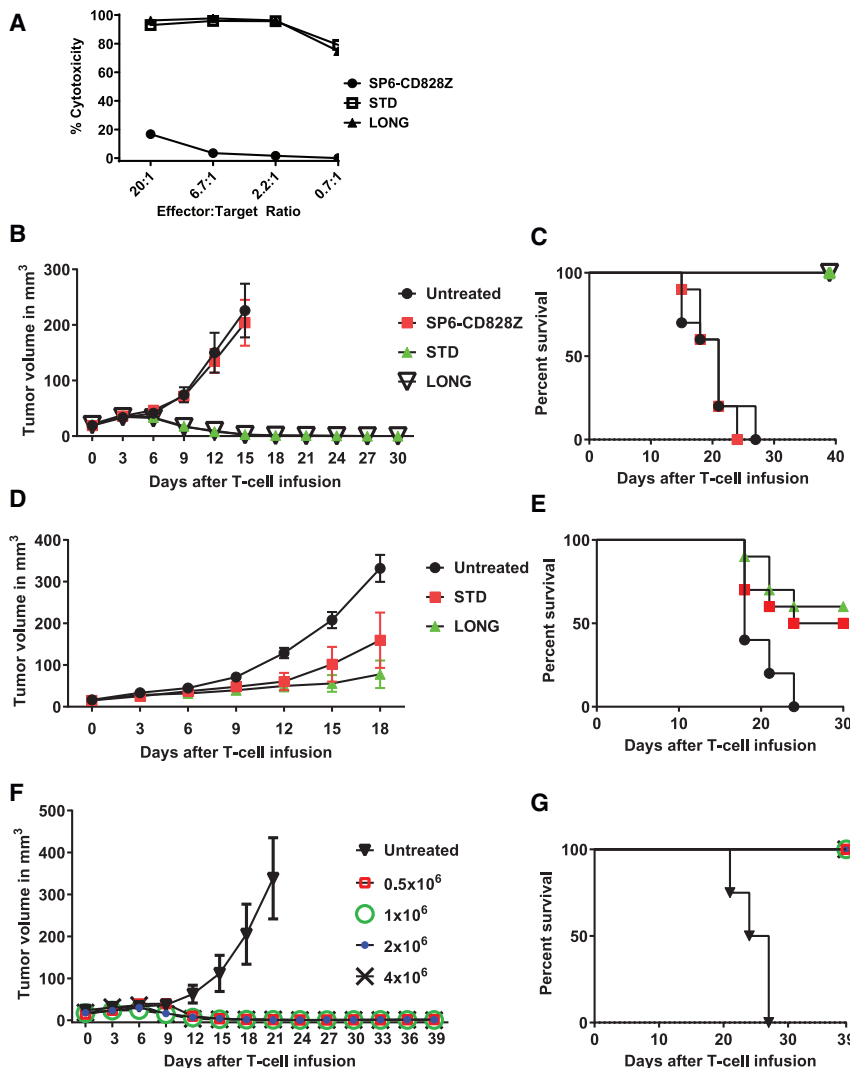 A
% Cytotoxicity
100
80
60
40
20
0
20:1
6.7:1
2.2:1
0.7:1
Effector:Target Ratio
SP6-CD828Z
STD
LONG
B
Tumor volume in mm³
300
200
100
0
0 3 6 9 12 15 18 21 24 27 30
Days after T-cell infusion
Untreated
SP6-CD828Z
STD
LONG
C
Percent survival
100
50
0
0 10 20 30 40
Days after T-cell infusion
D
Tumor volume in mm³
400
300
200
100
0
0 3 6 9 12 15 18
Days after T-cell infusion
Untreated
STD
LONG
E
Percent survival
100
50
0
0 10 20 30
Days after T-cell infusion
F
Tumor volume in mm³
500
400
300
200
100
0
0 3 6 9 12 15 18 21 24 27 30 33 36 39
Days after T-cell infusion
Untreated
0.5x10⁶
1x10⁶
2x10⁶
4x10⁶
G
Percent survival
100
50
0
0 10 20 30 39
Days after T-cell infusion